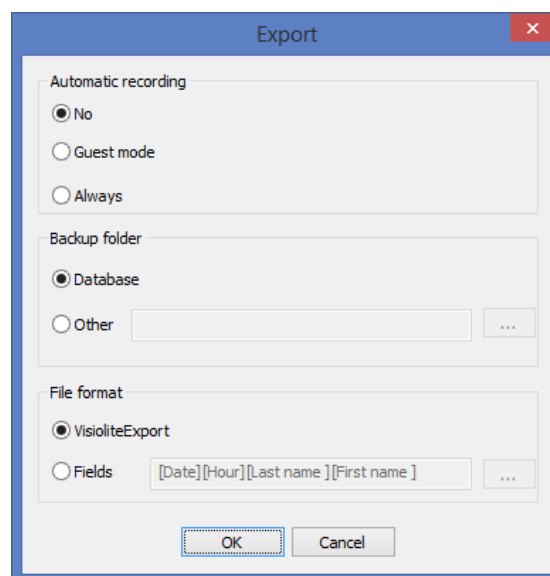 Export
Automatic recording
No
Guest mode
Always
Backup folder
Database
Other ...
File format
VisioliteExport
Fields [Date][Hour][Last name ][First name ] ...
OK Cancel